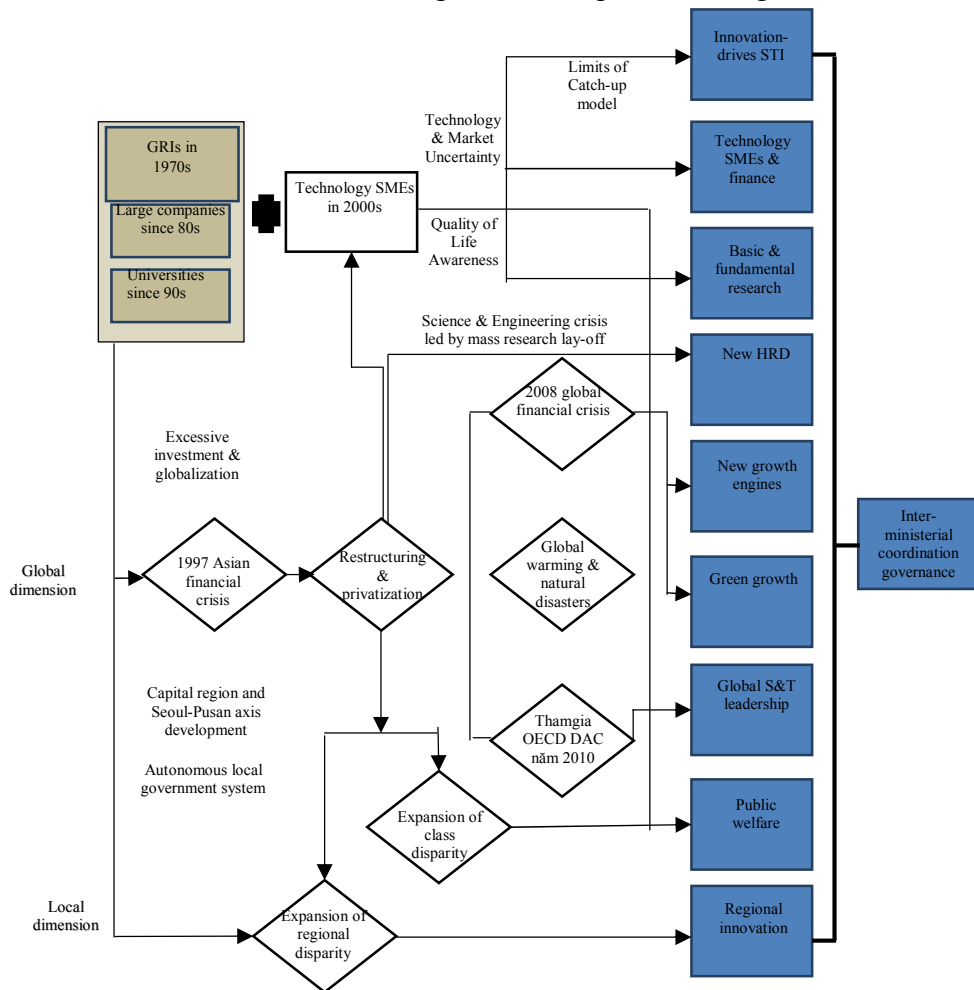 Innovation-
drives STI
Limits of
Catch-up
model
Technology
& Market
Uncertainty
GRIs in
1970s
Technology
SMEs &
finance
Technology SMEs
in 2000s
Large companies
since 80s
Quality of
Life
Awareness
Basic &
fundamental
research
Universities
since 90s
Science & Engineering crisis
led by mass research lay-off
New HRD
2008 global
financial crisis
Excessive
investment &
globalization
New growth
engines
Inter-
ministerial
coordination
governance
Global
dimension
1997 Asian
financial
crisis
Restructuring
&
privatization
Global
warming &
natural
disasters
Green growth
Capital region and
Seoul-Pusan axis
development
Global S&T
leadership
Thamgia
OECD DAC
năm 2010
Autonomous local
government system
Expansion of
class
disparity
Public
welfare
Local
dimension
Expansion of
regional
disparity
Regional
innovation